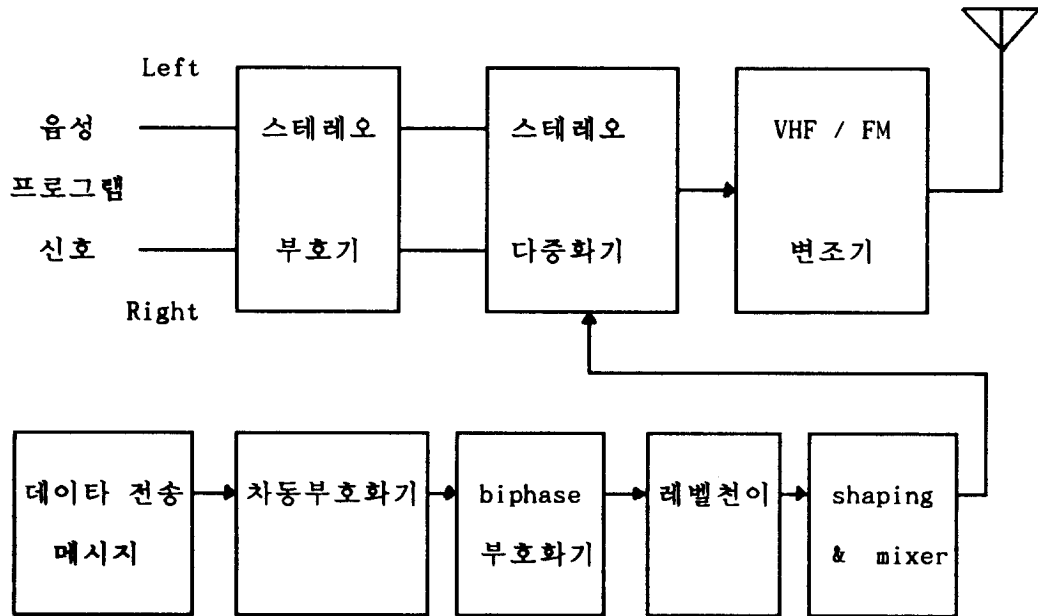 Left
음성
프로그램
신호
Right
스테레오
부호기
스테레오
다중화기
VHF / FM
변조기
데이타 전송
메시지
차동부호화기
biphase
부호화기
레벨천이
shaping
& mixer